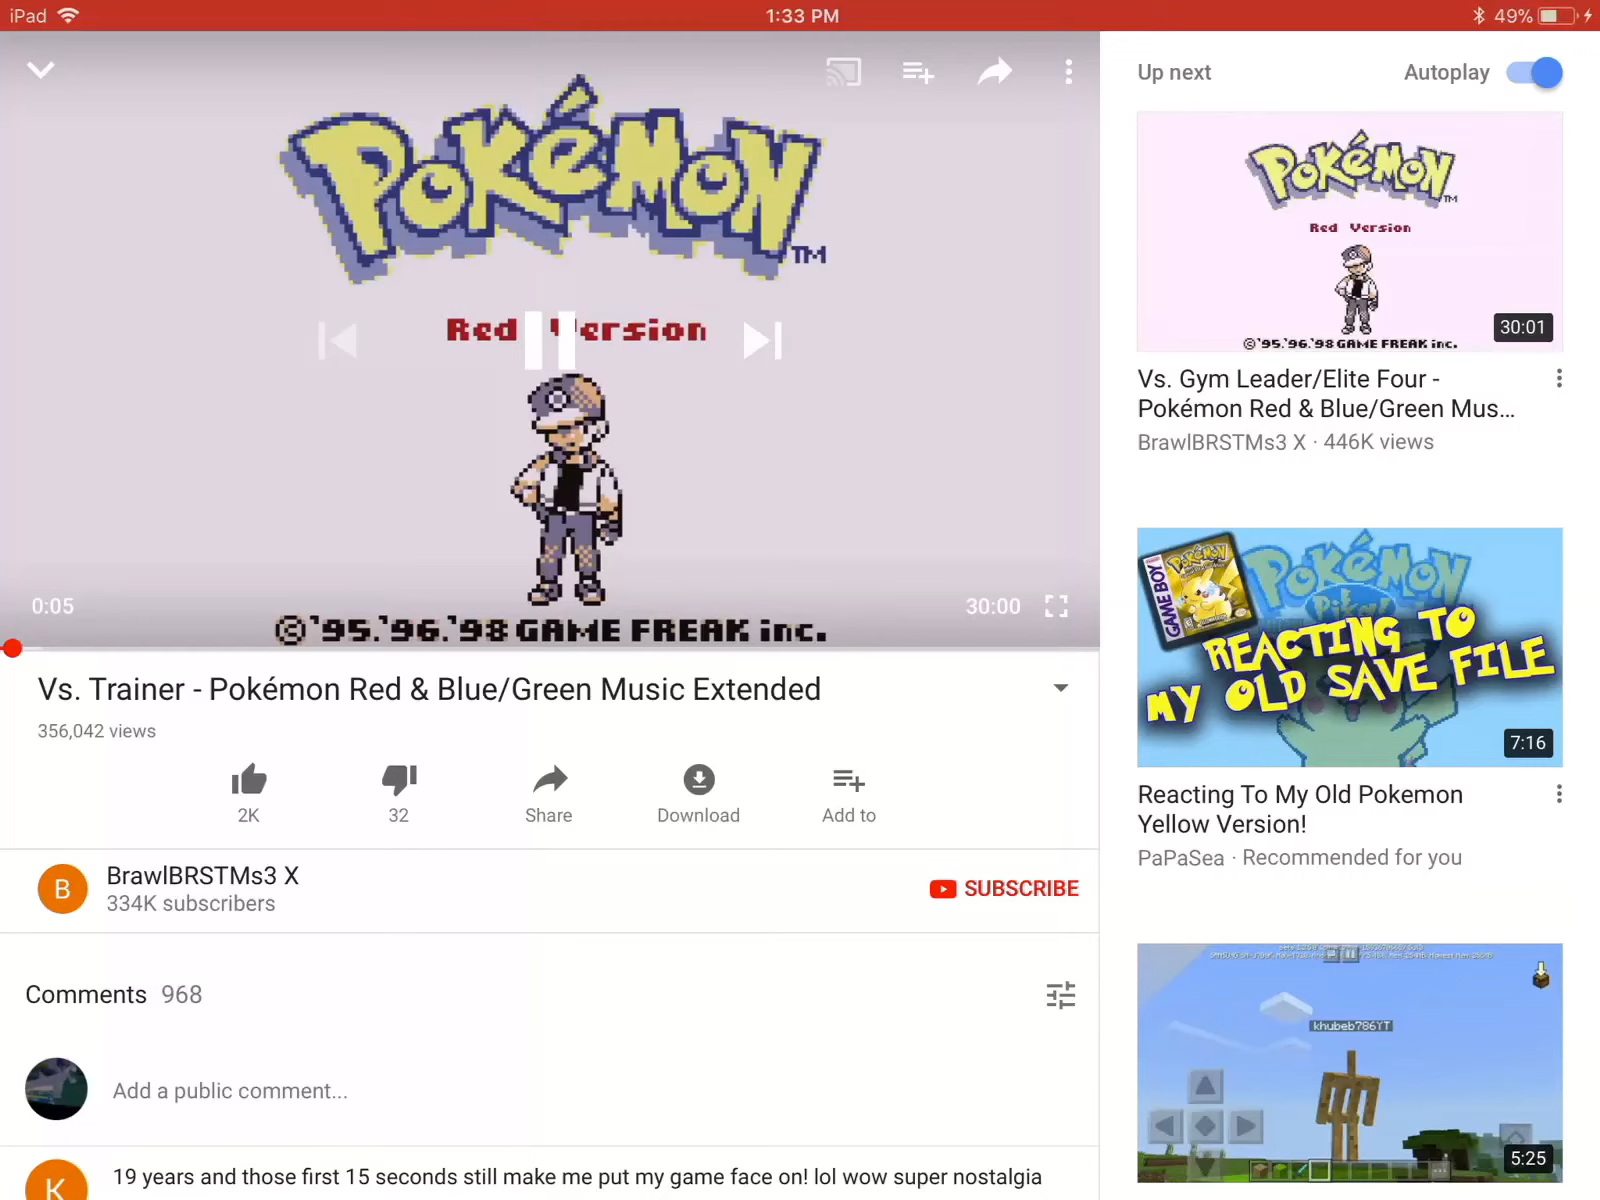 iPad
1:33 PM
49%
POKéMON
TM
Red Version
©'95.'96.'98 GAME FREAK inc.
0:05
30:00
Vs. Trainer - Pokémon Red & Blue/Green Music Extended
356,042 views
2K
32
Share
Download
Add to
B
BrawlBRSTMs3 X
334K subscribers
SUBSCRIBE
Comments 968
Add a public comment...
K
19 years and those first 15 seconds still make me put my game face on! lol wow super nostalgia
Up next
Autoplay
POKéMON
TM
Red Version
©'95.'96.'98 GAME FREAK inc.
30:01
Vs. Gym Leader/Elite Four -
Pokémon Red & Blue/Green Mus...
BrawlBRSTMs3 X · 446K views
GAME BOY
POKéMON
POKéMON
REACTING TO
MY OLD SAVE FILE
7:16
Reacting To My Old Pokemon
Yellow Version!
PaPaSea · Recommended for you
khubeb786YT
5:25